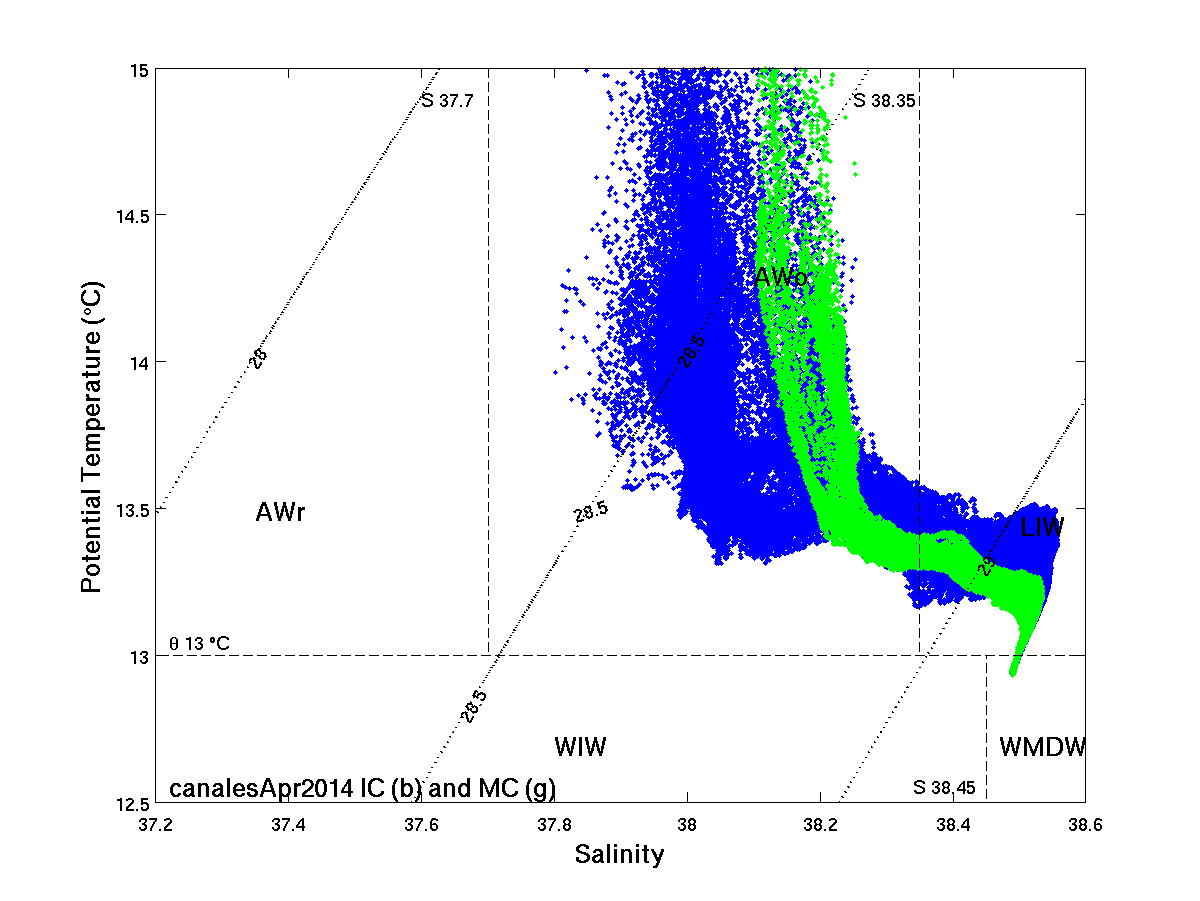 15
S 37.7
S 38.35
14.5
AWo
28.5
14
28
13.5
AWr
28.5
LIW
29
Potential Temperature (°C)
θ 13 °C
13
28.5
WIW
WMDW
canalesApr2014 IC (b) and MC (g)
S 38.45
12.5
37.2
37.4
37.6
37.8
38
38.2
38.4
38.6
Salinity